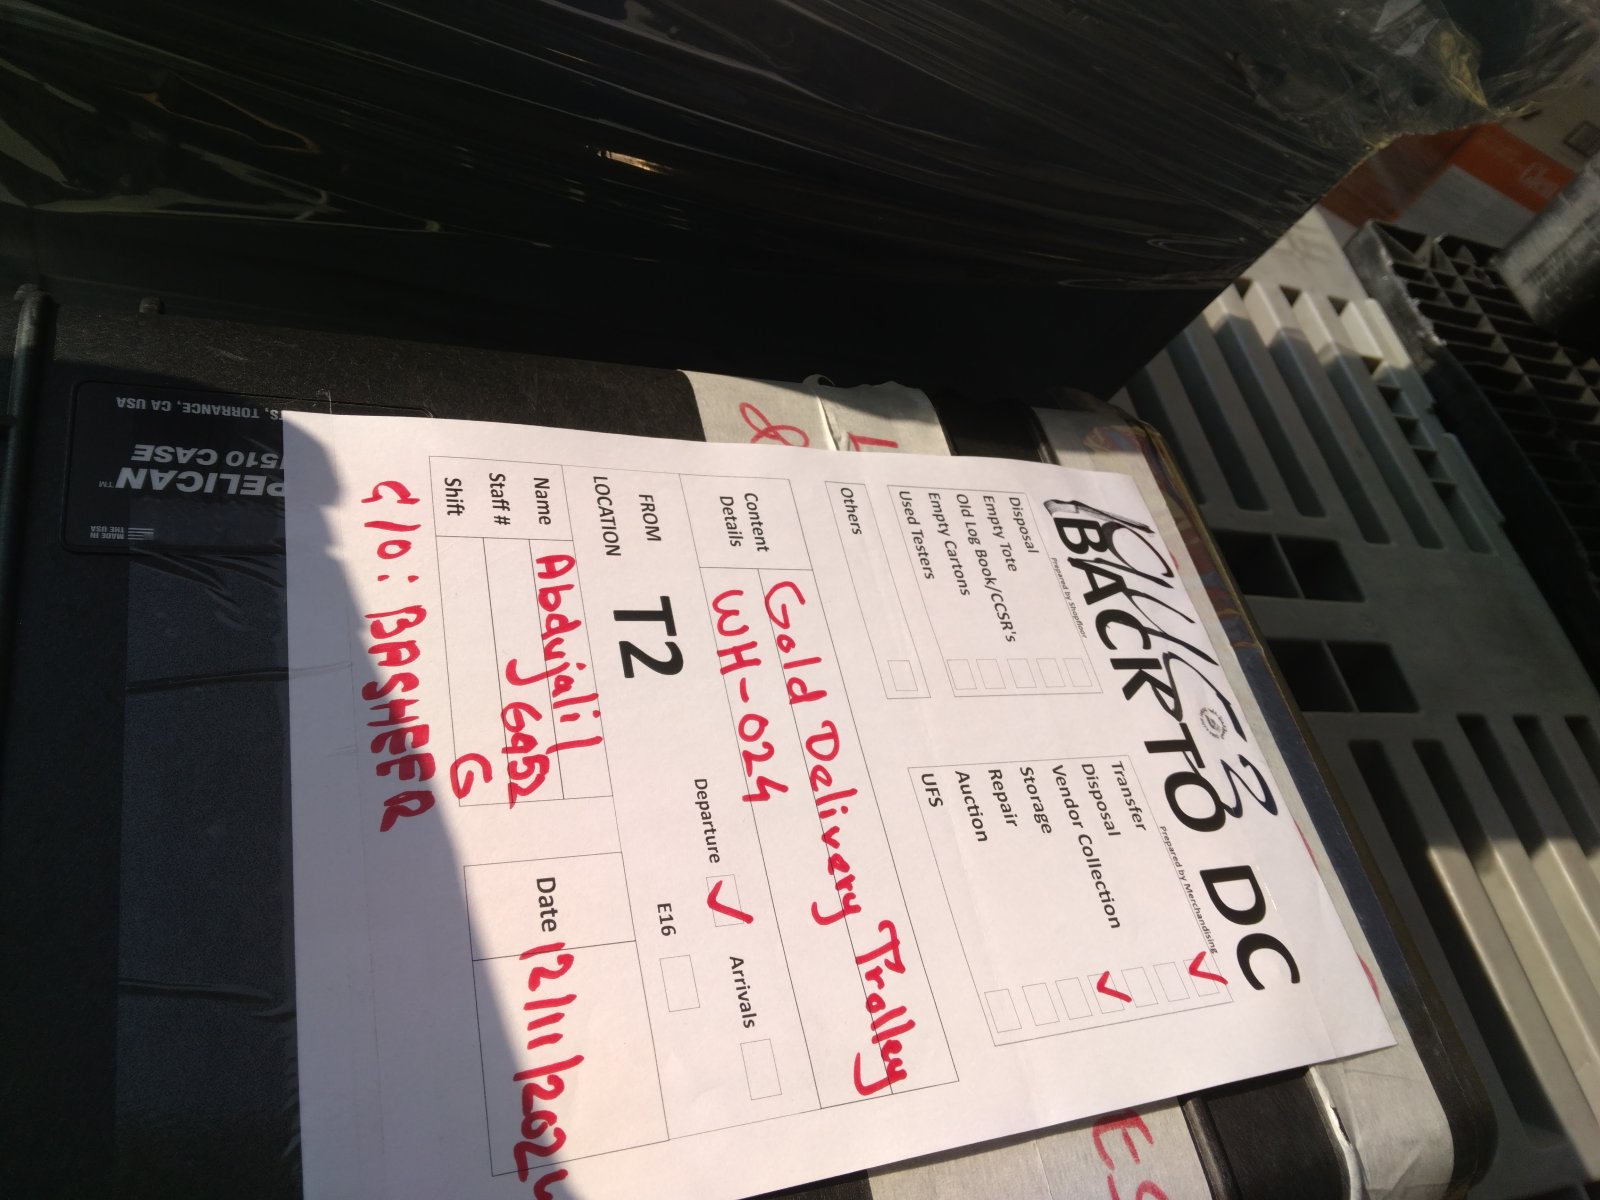 BACK TO DC
Prepared by Shopfloor
Disposal
Empty Tote
Old Log Book/CCSR's
Empty Cartons
Used Testers
Others
Prepared by Merchandising
Transfer
Disposal
Vendor Collection
Storage
Repair
Auction
UFS
Content Details
Gold Delivery Trolley
WH-024
FROM LOCATION
T2
Departure
Arrivals
E16
Name Abdujalil
Staff #
Shift G
Date 12/11/2024
C/O: BASHEER
PELICAN™
1510 CASE
TORRANCE, CA USA
MADE IN
THE USA